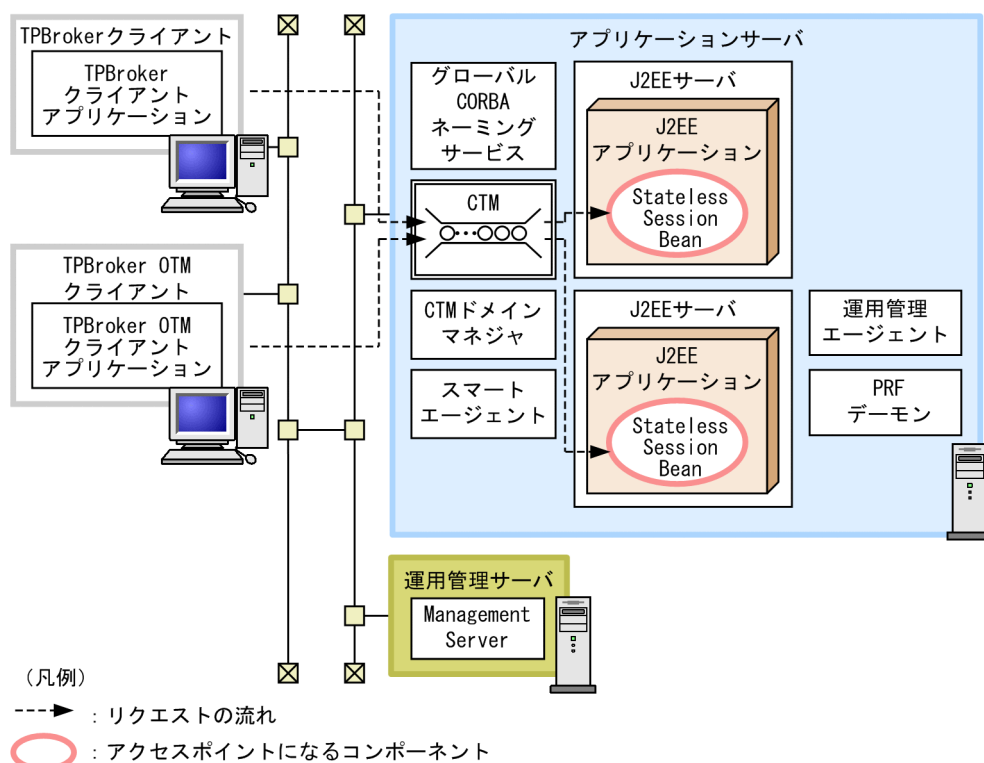 TPBrokerクライアント
TPBroker
クライアント
アプリケーション
TPBroker OTM
クライアント
TPBroker OTM
クライアント
アプリケーション
アプリケーションサーバ
グローバル
CORBA
ネーミング
サービス
CTM
CTMドメイン
マネジャ
スマート
エージェント
J2EEサーバ
J2EE
アプリケーション
Stateless
Session
Bean
J2EEサーバ
J2EE
アプリケーション
Stateless
Session
Bean
運用管理
エージェント
PRF
デーモン
運用管理サーバ
Management
Server
（凡例）
：リクエストの流れ
：アクセスポイントになるコンポーネント